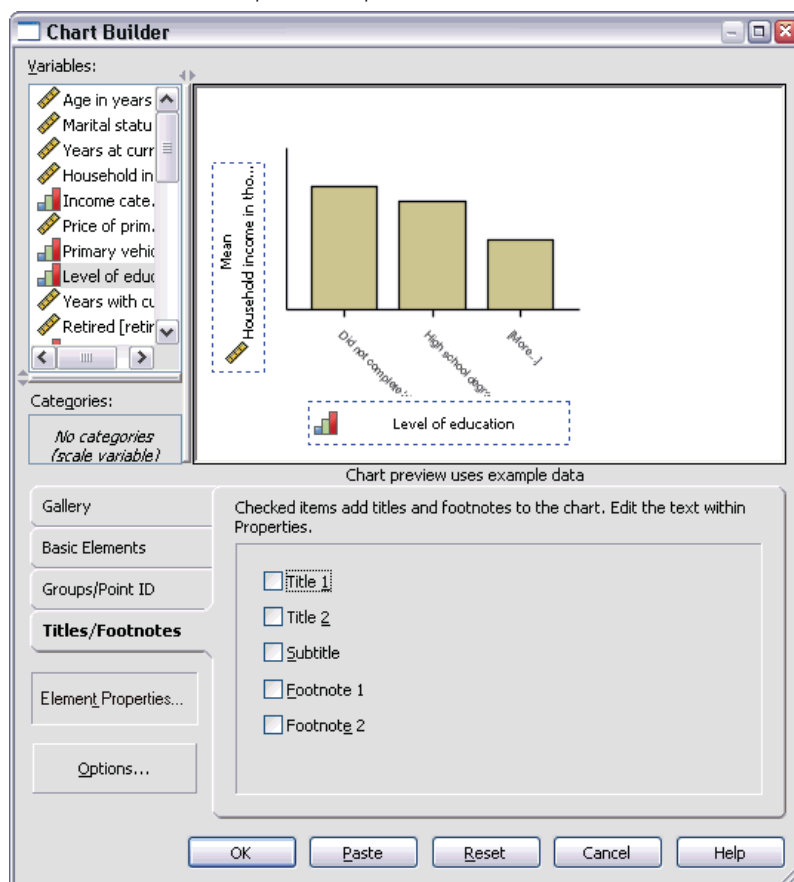 Chart Builder
Variables:
Age in years
Marital statu
Years at curr
Household in
Income cate.
Price of prim.
Primary vehic
Level of educ
Years with cu
Retired [retir
Categories:
No categories
(scale variable)
Mean
Household income in tho...
Did not complete
High school degr
[More...]
Level of education
Chart preview uses example data
Gallery
Basic Elements
Groups/Point ID
Titles/Footnotes
Element Properties...
Options...
Checked items add titles and footnotes to the chart. Edit the text within
Properties.
Title 1
Title 2
Subtitle
Footnote 1
Footnote 2
OK
Paste
Reset
Cancel
Help